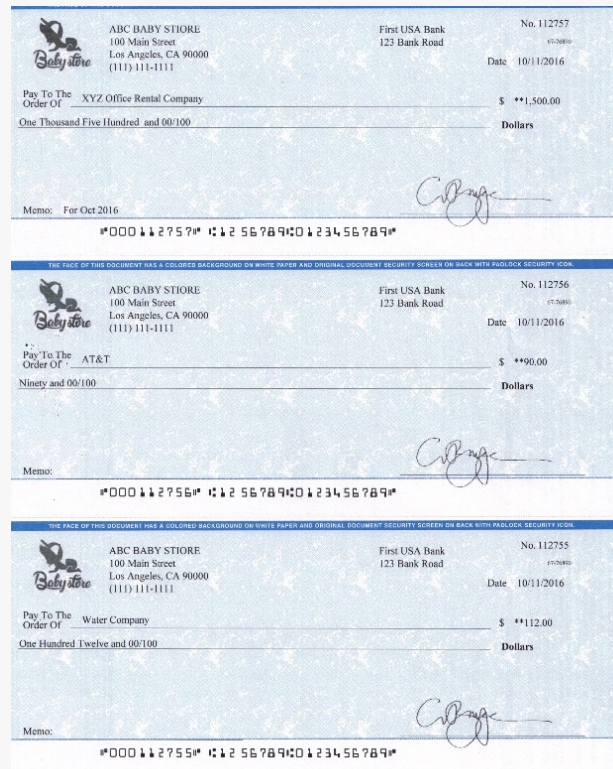 No. 112757
ABC BABY STIORE
First USA Bank
100 Main Street
123 Bank Road
Los Angeles, CA 90000
(111) 111-1111
Baby store
Date 10/11/2016
Pay To The
Order Of XYZ Office Rental Company
$ **1,500.00
One Thousand Five Hundred and 00/100
Dollars
Memo: For Oct 2016
⑈000112757⑈ ⑆12 56789⑆0123456789⑈
THE FACE OF THIS DOCUMENT HAS A COLORED BACKGROUND ON WHITE PAPER AND ORIGINAL DOCUMENT SECURITY SCREEN ON BACK WITH PADLOCK SECURITY ICON.
No. 112756
ABC BABY STIORE
First USA Bank
100 Main Street
123 Bank Road
Los Angeles, CA 90000
(111) 111-1111
Baby store
Date 10/11/2016
Pay To The
Order Of AT&T
$ **90.00
Ninety and 00/100
Dollars
Memo:
⑈000112756⑈ ⑆12 56789⑆0123456789⑈
THE FACE OF THIS DOCUMENT HAS A COLORED BACKGROUND ON WHITE PAPER AND ORIGINAL DOCUMENT SECURITY SCREEN ON BACK WITH PADLOCK SECURITY ICON.
No. 112755
ABC BABY STIORE
First USA Bank
100 Main Street
123 Bank Road
Los Angeles, CA 90000
(111) 111-1111
Baby store
Date 10/11/2016
Pay To The
Order Of Water Company
$ **112.00
One Hundred Twelve and 00/100
Dollars
Memo:
⑈000112755⑈ ⑆12 56789⑆0123456789⑈